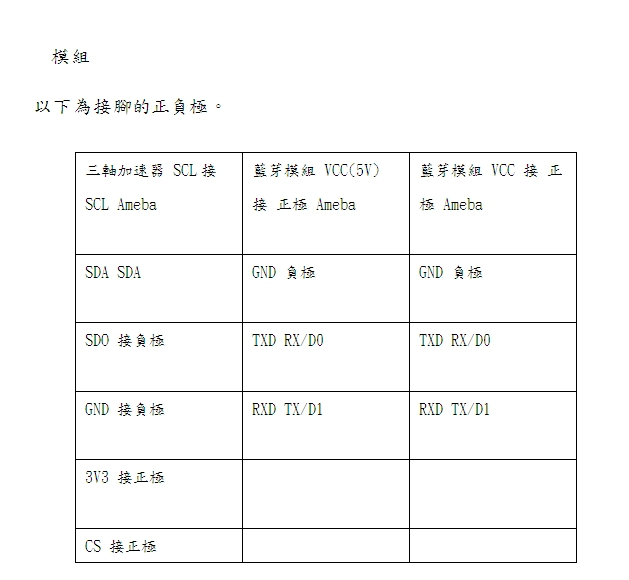 模組
以下為接腳的正負極。
三軸加速器 SCL 接
SCL Ameba
藍芽模組 VCC(5V)
接 正極 Ameba
藍芽模組 VCC 接 正
極 Ameba
SDA SDA
GND 負極
GND 負極
SDO 接負極
TXD RX/D0
TXD RX/D0
GND 接負極
RXD TX/D1
RXD TX/D1
3V3 接正極
CS 接正極